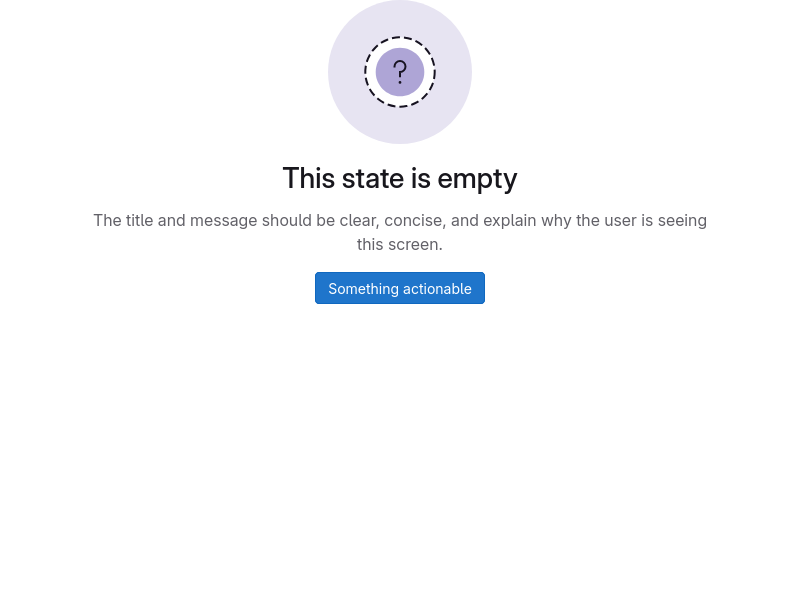 ?
This state is empty
The title and message should be clear, concise, and explain why the user is seeing
this screen.
Something actionable